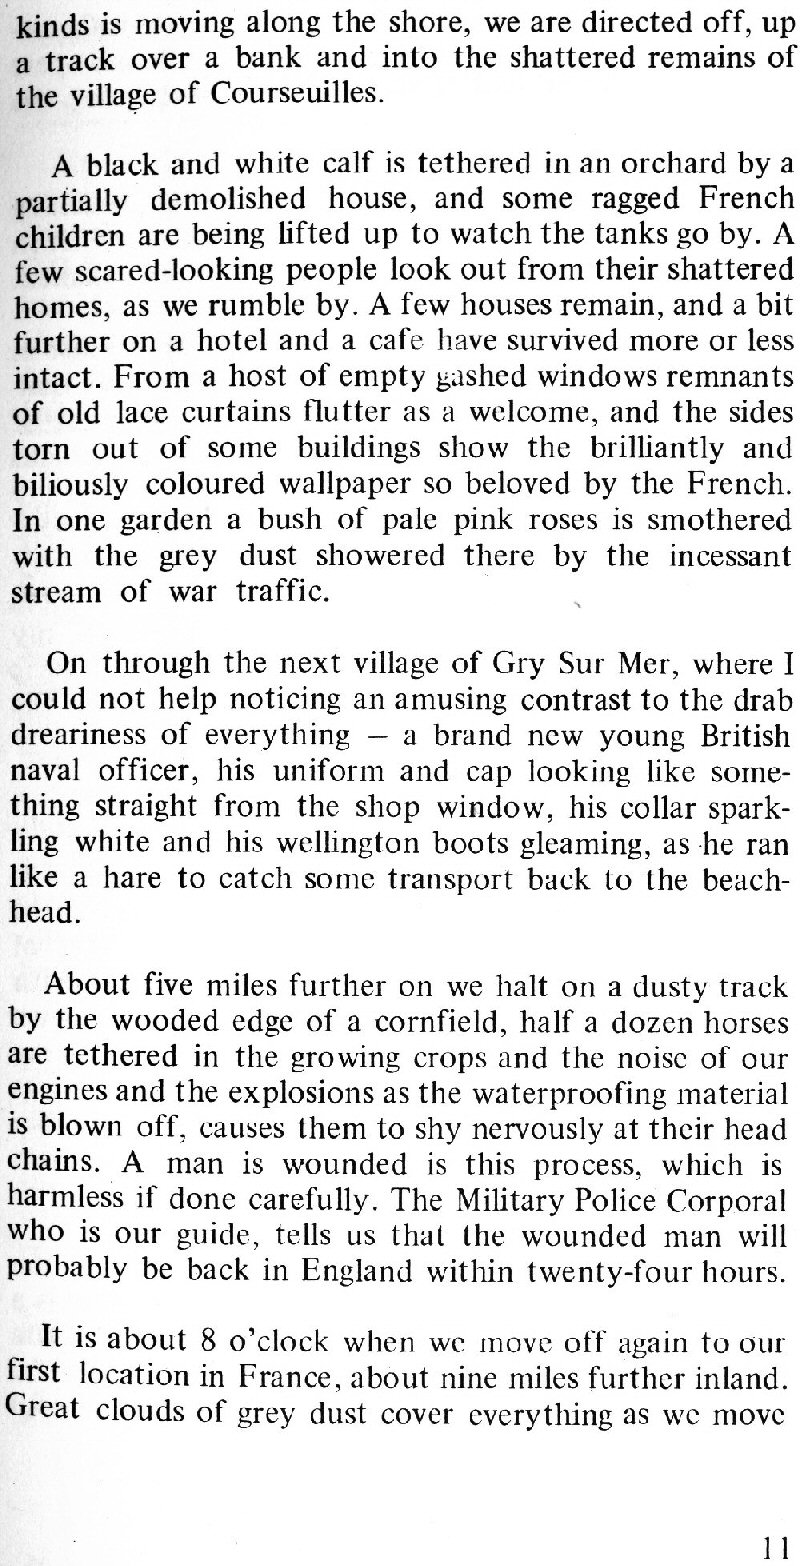 kinds is moving along the shore, we are directed off, up
a track over a bank and into the shattered remains of
the village of Courseuilles.
A black and white calf is tethered in an orchard by a
partially demolished house, and some ragged French
children are being lifted up to watch the tanks go by. A
few scared-looking people look out from their shattered
homes, as we rumble by. A few houses remain, and a bit
further on a hotel and a cafe have survived more or less
intact. From a host of empty gashed windows remnants
of old lace curtains flutter as a welcome, and the sides
torn out of some buildings show the brilliantly and
biliously coloured wallpaper so beloved by the French.
In one garden a bush of pale pink roses is smothered
with the grey dust showered there by the incessant
stream of war traffic.
On through the next village of Gry Sur Mer, where I
could not help noticing an amusing contrast to the drab
dreariness of everything — a brand new young British
naval officer, his uniform and cap looking like some-
thing straight from the shop window, his collar spark-
ling white and his wellington boots gleaming, as he ran
like a hare to catch some transport back to the beach-
head.
About five miles further on we halt on a dusty track
by the wooded edge of a cornfield, half a dozen horses
are tethered in the growing crops and the noise of our
engines and the explosions as the waterproofing material
is blown off, causes them to shy nervously at their head
chains. A man is wounded is this process, which is
harmless if done carefully. The Military Police Corporal
who is our guide, tells us that the wounded man will
probably be back in England within twenty-four hours.
It is about 8 o'clock when we move off again to our
first location in France, about nine miles further inland.
Great clouds of grey dust cover everything as we move
11